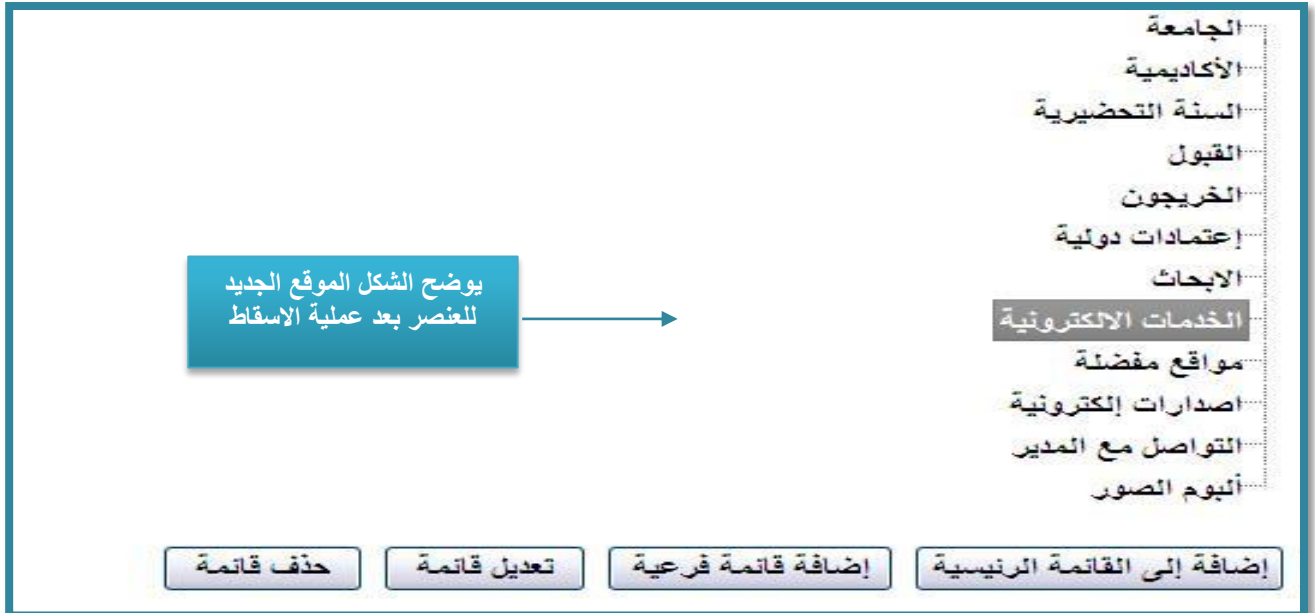 الجامعة
الأكاديمية
السنة التحضيرية
القبول
الخريجون
إعتمادات دولية
الابحاث
يوضح الشكل الموقع الجديد
للعنصر بعد عملية الاسقاط
الخدمات الالكترونية
مواقع مفضلة
اصدارات إلكترونية
التواصل مع المدير
ألبوم الصور
إضافة إلى القائمة الرئيسية إضافة قائمة فرعية تعديل قائمة حذف قائمة